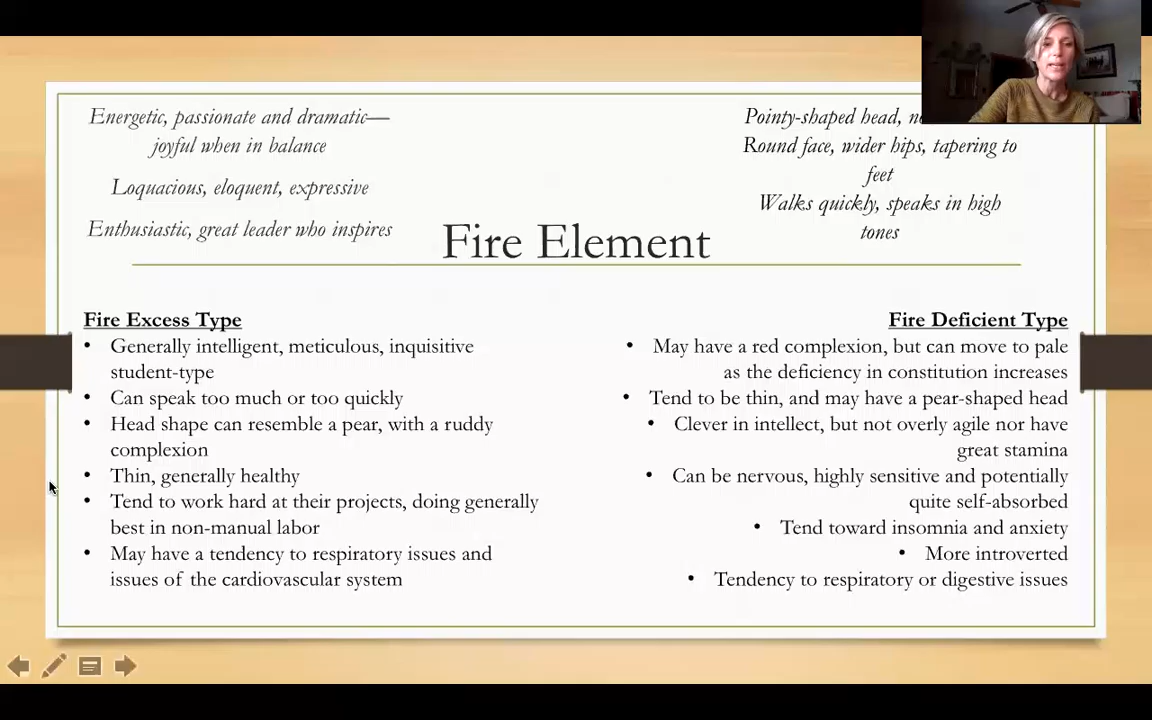 Energetic, passionate and dramatic—
joyful when in balance
Loquacious, eloquent, expressive
Enthusiastic, great leader who inspires
Pointy-shaped head,
Round face, wider hips, tapering to
feet
Walks quickly, speaks in high
tones
Fire Element
Fire Excess Type
• Generally intelligent, meticulous, inquisitive
student-type
• Can speak too much or too quickly
• Head shape can resemble a pear, with a ruddy
complexion
• Thin, generally healthy
• Tend to work hard at their projects, doing generally
best in non-manual labor
• May have a tendency to respiratory issues and
issues of the cardiovascular system
Fire Deficient Type
• May have a red complexion, but can move to pale
as the deficiency in constitution increases
• Tend to be thin, and may have a pear-shaped head
• Clever in intellect, but not overly agile nor have
great stamina
• Can be nervous, highly sensitive and potentially
quite self-absorbed
• Tend toward insomnia and anxiety
• More introverted
• Tendency to respiratory or digestive issues